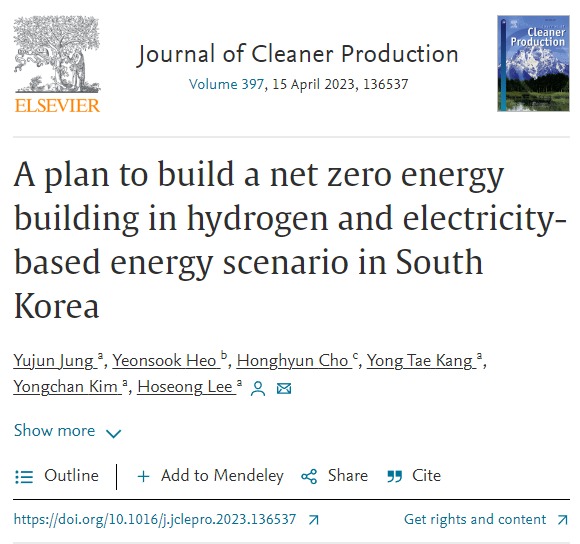 ELSEVIER
Journal of Cleaner Production
Volume 397, 15 April 2023, 136537
Cleaner
Production
A plan to build a net zero energy
building in hydrogen and electricity-
based energy scenario in South
Korea
Yujun Jung a, Yeonsook Heo b, Honghyun Cho c, Yong Tae Kang a,
Yongchan Kim a, Hoseong Lee a
Show more
Outline
Add to Mendeley
Share
Cite
https://doi.org/10.1016/j.jclepro.2023.136537
Get rights and content